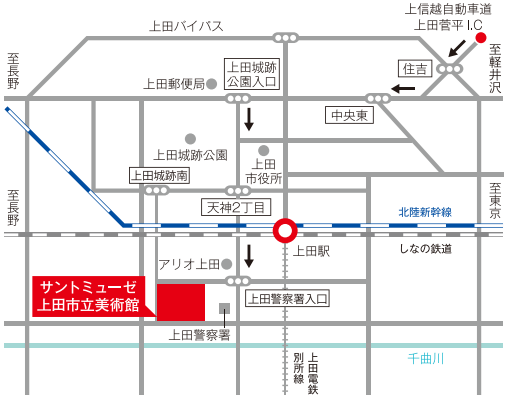 上信越自動車道
上田菅平 I.C
上田バイパス
至長野
至軽井沢
上田城跡
公園入口
住吉
上田郵便局
中央東
上田城跡公園
上田
市役所
上田城跡南
天神2丁目
至長野
至東京
北陸新幹線
しなの鉄道
上田駅
アリオ上田
サントミューゼ
上田市立美術館
上田警察署入口
上田警察署
千曲川
上田電鉄
別所線